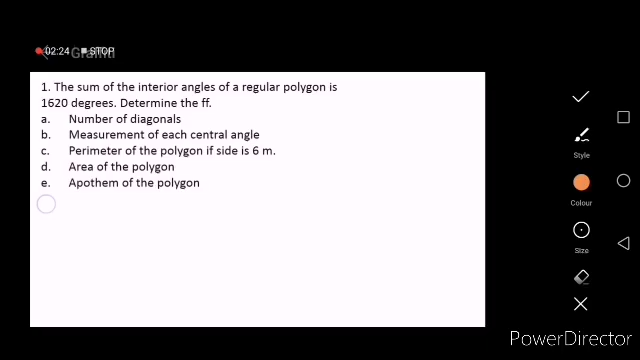 02:24 STOP
Graffiti
1. The sum of the interior angles of a regular polygon is
1620 degrees. Determine the ff.
a. Number of diagonals
b. Measurement of each central angle
c. Perimeter of the polygon if side is 6 m.
d. Area of the polygon
e. Apothem of the polygon
Style
Colour
Size
PowerDirector